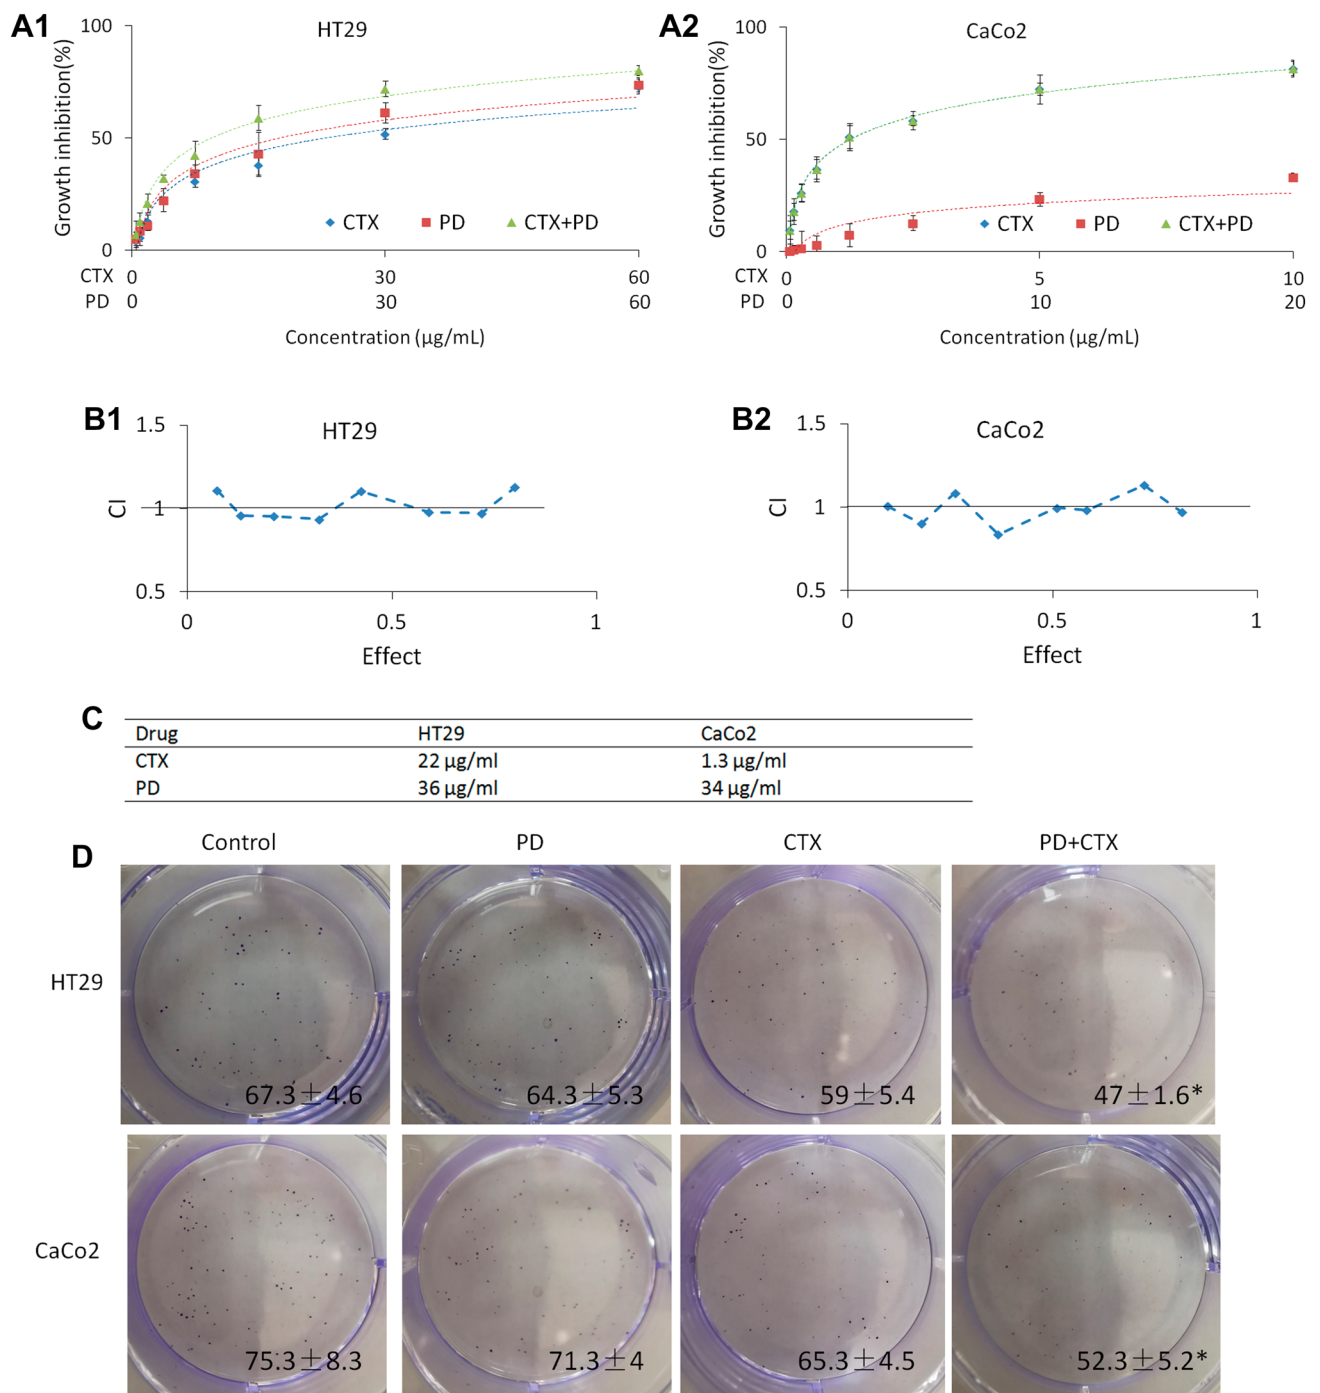 A1
HT29
Growth inhibition(%)
100
50
0
CTX PD CTX+PD
CTX 0 30 60
PD 0 30 60
Concentration (μg/mL)
A2
CaCo2
Growth inhibition(%)
100
50
0
CTX PD CTX+PD
CTX 0 5 10
PD 0 10 20
Concentration (μg/mL)
B1
HT29
CI
1.5
1
0.5
0 0.5 1
Effect
B2
CaCo2
CI
1.5
1
0.5
0 0.5 1
Effect
C
Drug HT29 CaCo2
CTX 22 μg/ml 1.3 μg/ml
PD 36 μg/ml 34 μg/ml
D
Control PD CTX PD+CTX
HT29
67.3±4.6 64.3±5.3 59±5.4 47±1.6*
CaCo2
75.3±8.3 71.3±4 65.3±4.5 52.3±5.2*